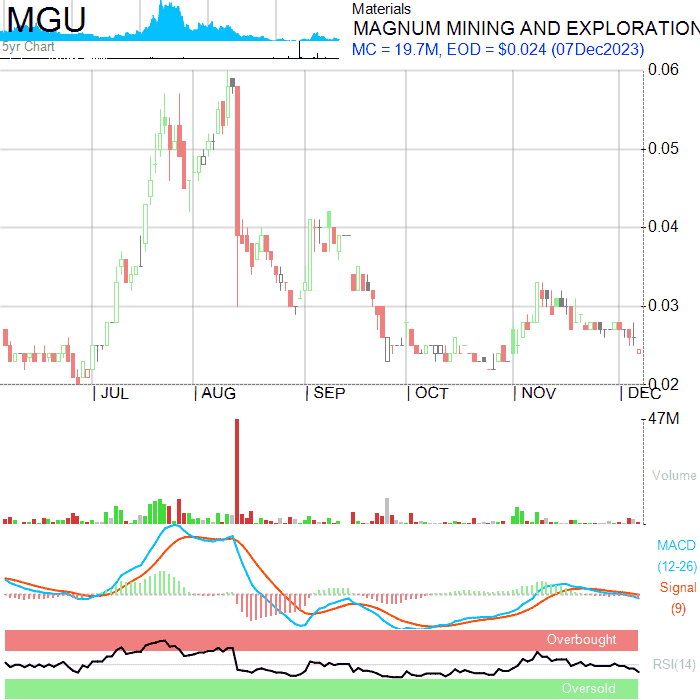 MGU
5yr Chart
Materials
MAGNUM MINING AND EXPLORATION
MC = 19.7M, EOD = $0.024 (07Dec2023)
0.06
0.05
0.04
0.03
0.02
JUL AUG SEP OCT NOV DEC
47M
Volume
MACD
(12-26)
Signal
(9)
Overbought
RSI(14)
Oversold